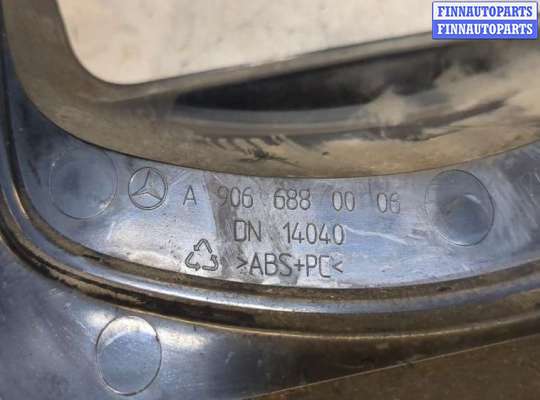 FINNAUTOPARTS
FINNAUTOPARTS
A 906 688 00 06
DN 14040
>ABS+PC<